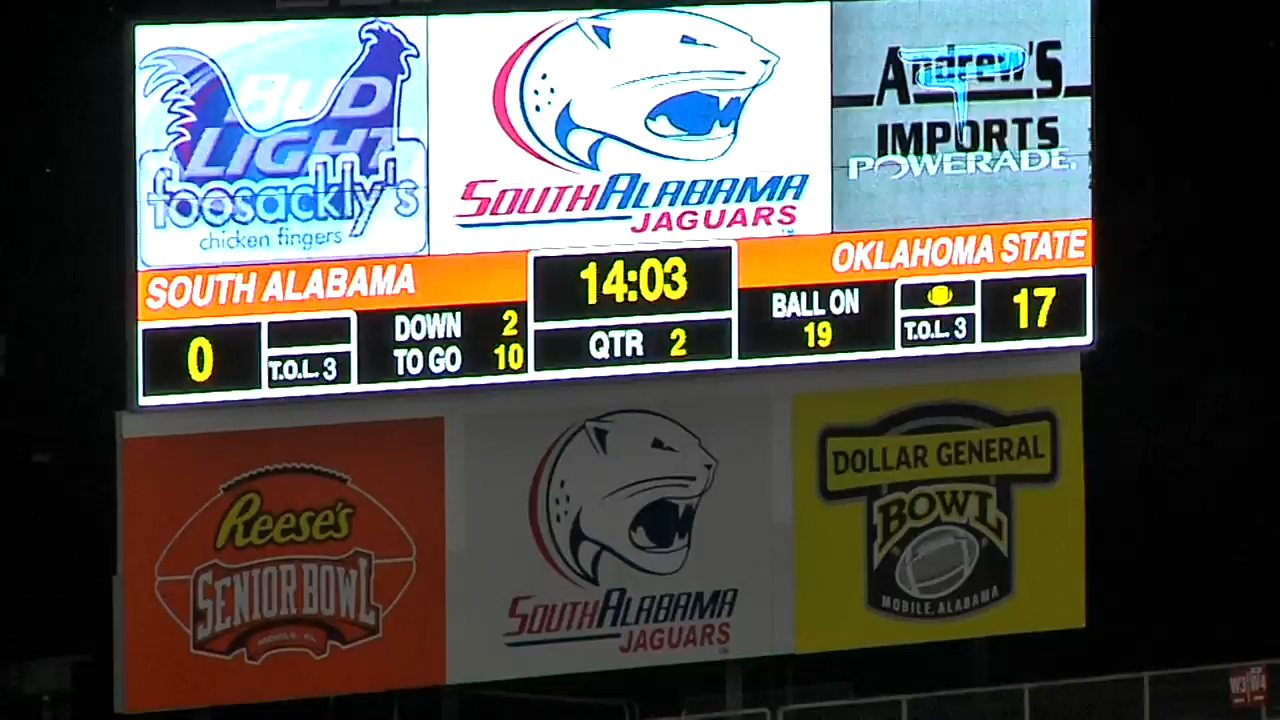 BUD
LIGHT
foosackly's
chicken fingers
SOUTH ALABAMA
JAGUARS
Andrew's
IMPORTS
POWERADE.
SOUTH ALABAMA
14:03
OKLAHOMA STATE
0
T.O.L. 3
DOWN 2
TO GO 10
QTR 2
BALL ON
19
T.O.L. 3
17
Reese's
SENIOR BOWL
SOUTH ALABAMA
JAGUARS
DOLLAR GENERAL
BOWL
MOBILE, ALABAMA
W3 W4